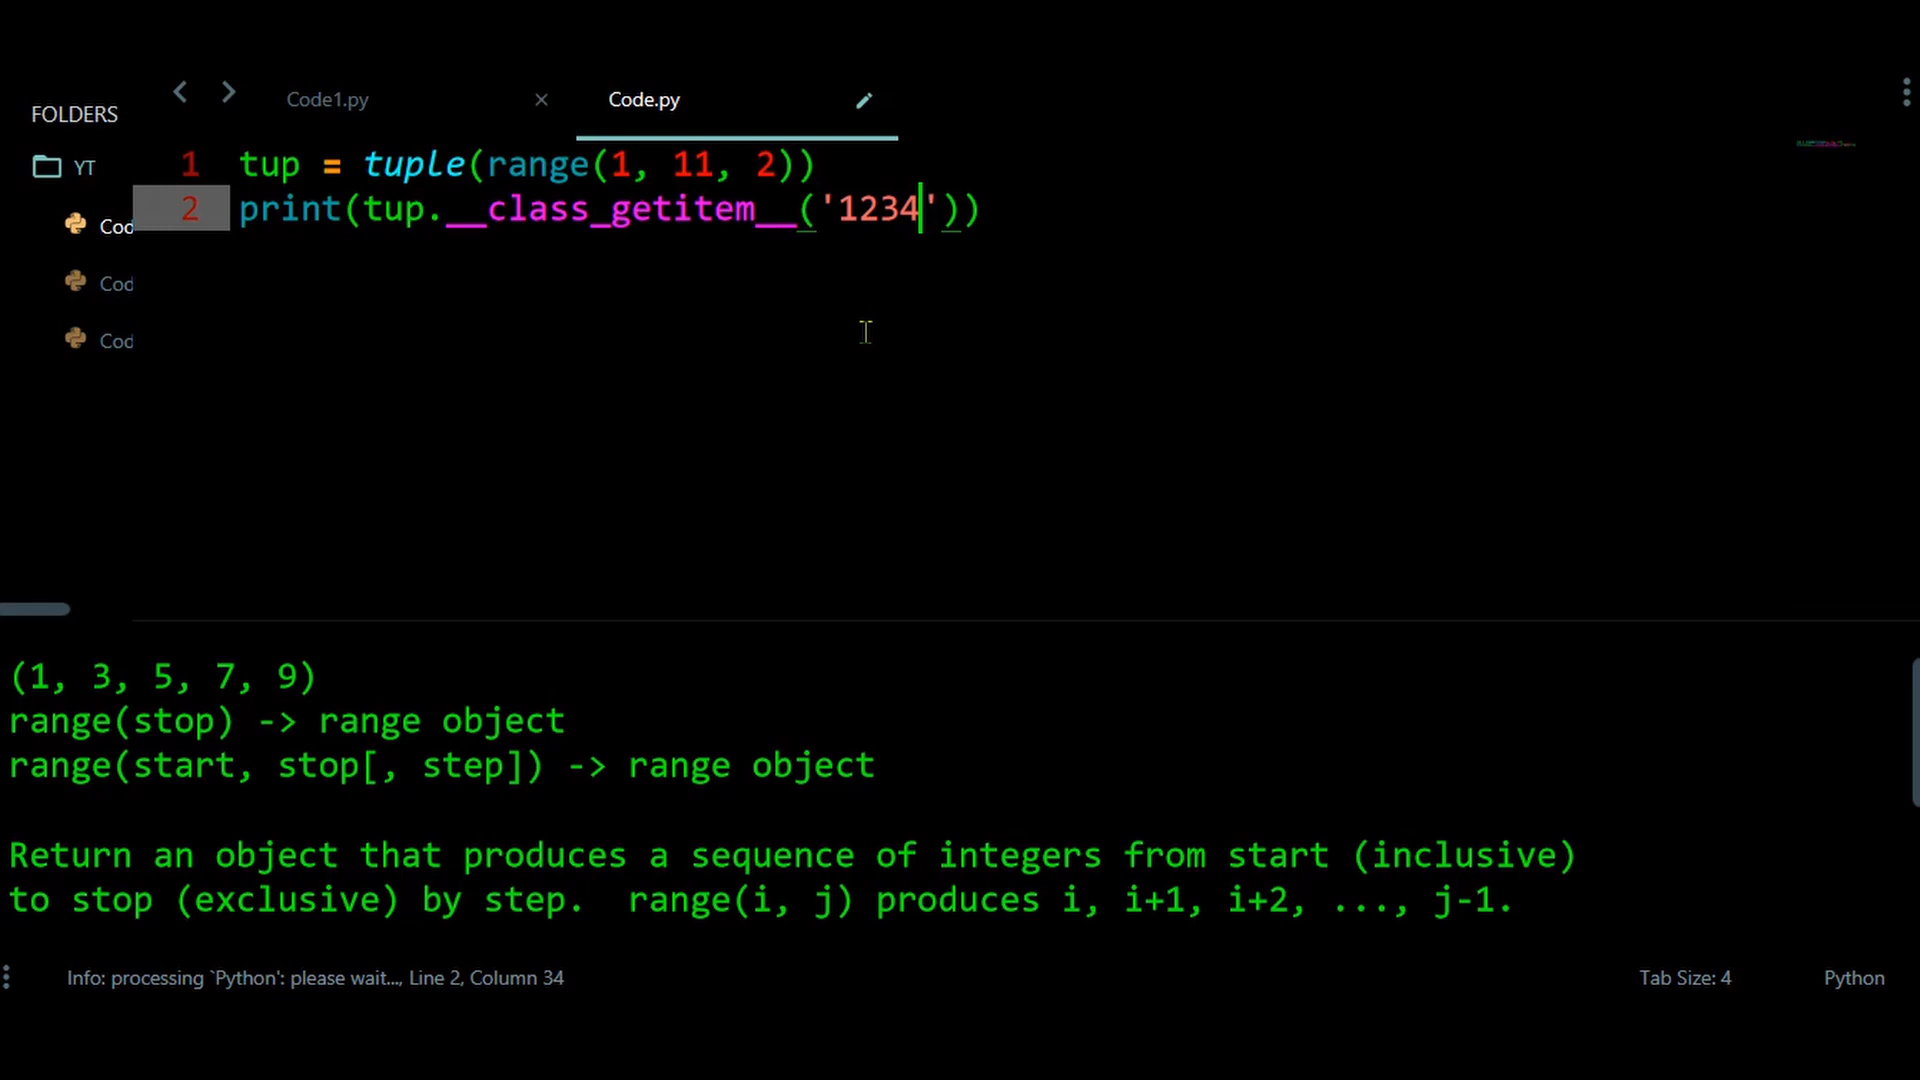 FOLDERS
YT
Cod
Cod
Cod
Code1.py
Code.py
1 tup = tuple(range(1, 11, 2))
2 print(tup.__class_getitem__('1234'))
(1, 3, 5, 7, 9)
range(stop) -> range object
range(start, stop[, step]) -> range object
Return an object that produces a sequence of integers from start (inclusive)
to stop (exclusive) by step.  range(i, j) produces i, i+1, i+2, ..., j-1.
Info: processing `Python': please wait..., Line 2, Column 34
Tab Size: 4
Python